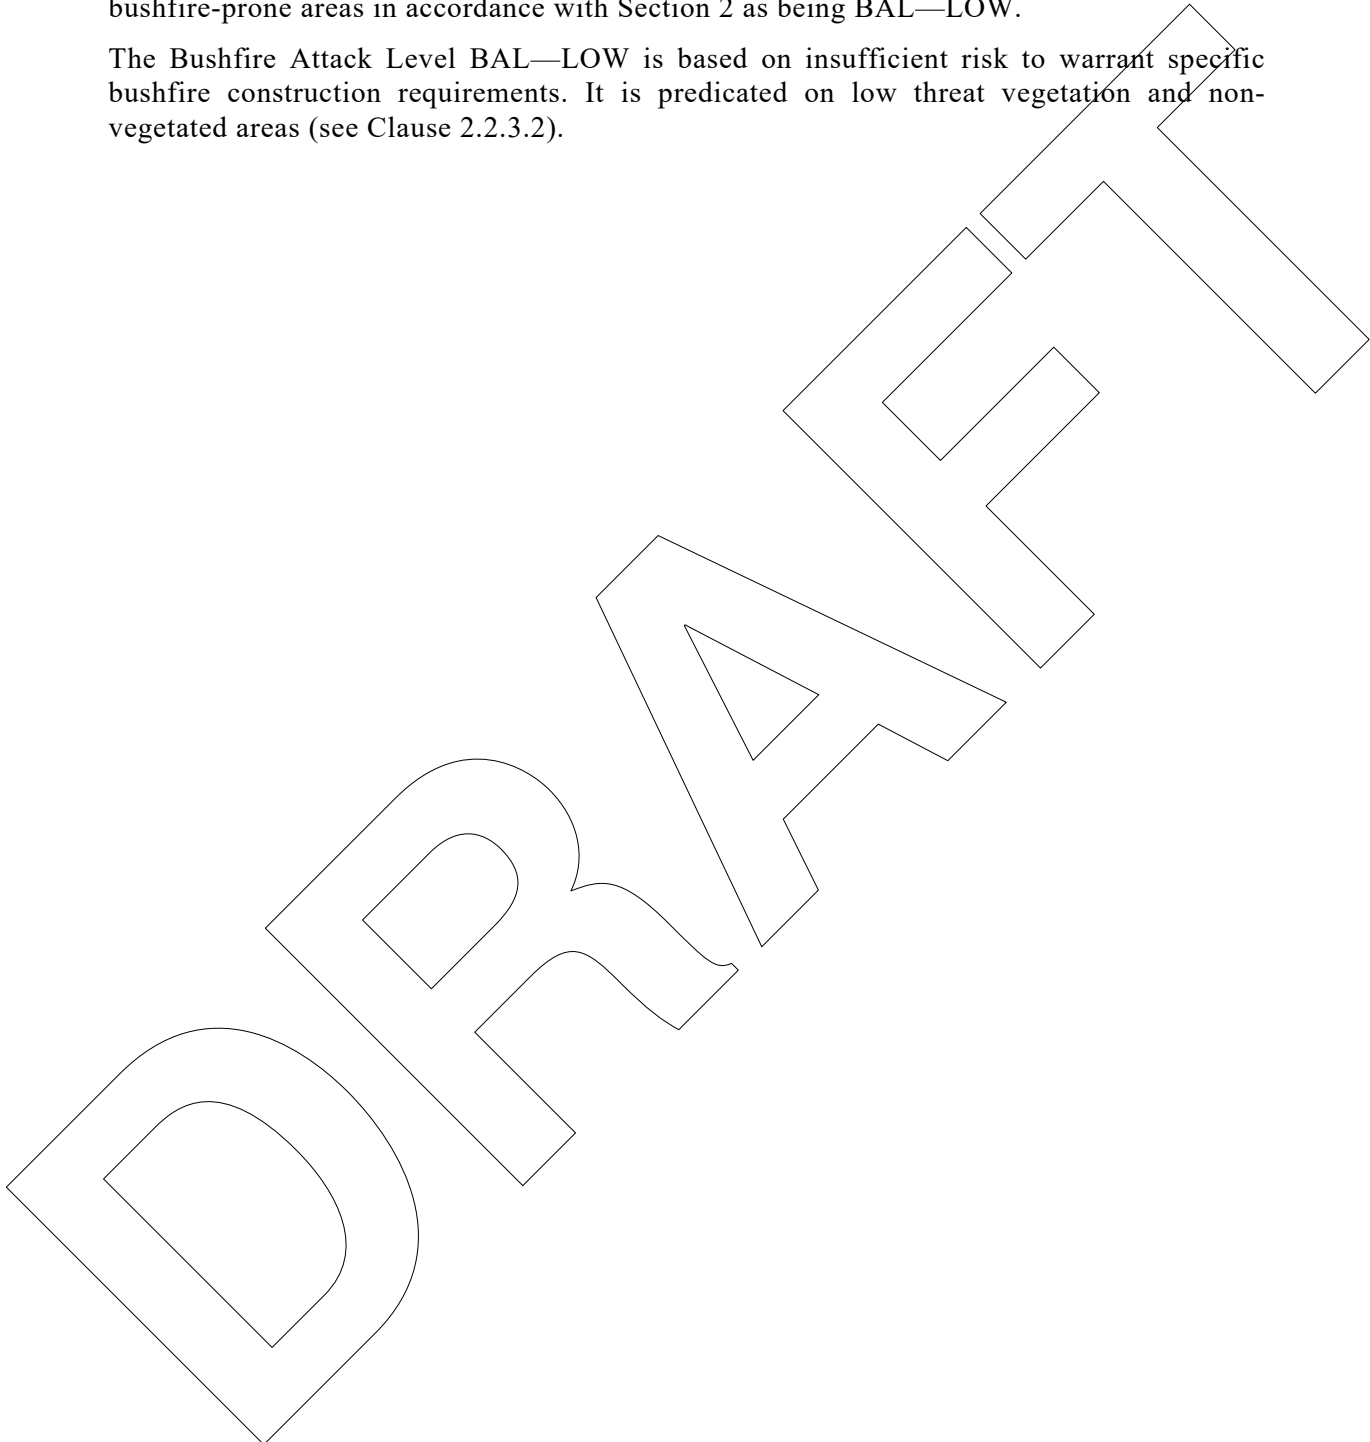 bushfire-prone areas in accordance with Section 2 as being BAL—LOW.
The Bushfire Attack Level BAL—LOW is based on insufficient risk to warrant specific
bushfire construction requirements. It is predicated on low threat vegetation and non-
vegetated areas (see Clause 2.2.3.2).
DRAFT